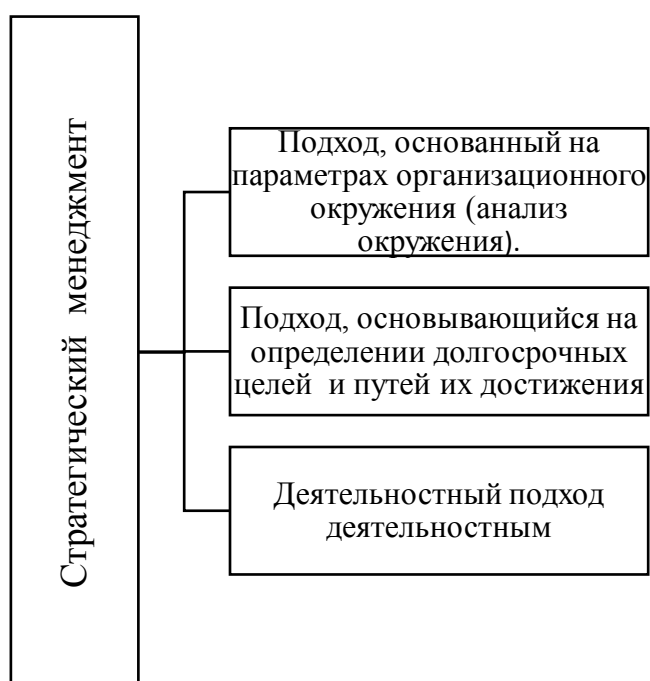 Стратегический менеджмент
Подход, основанный на
параметрах организационного
окружения (анализ
окружения).
Подход, основывающийся на
определении долгосрочных
целей и путей их достижения
Деятельностный подход
деятельностным